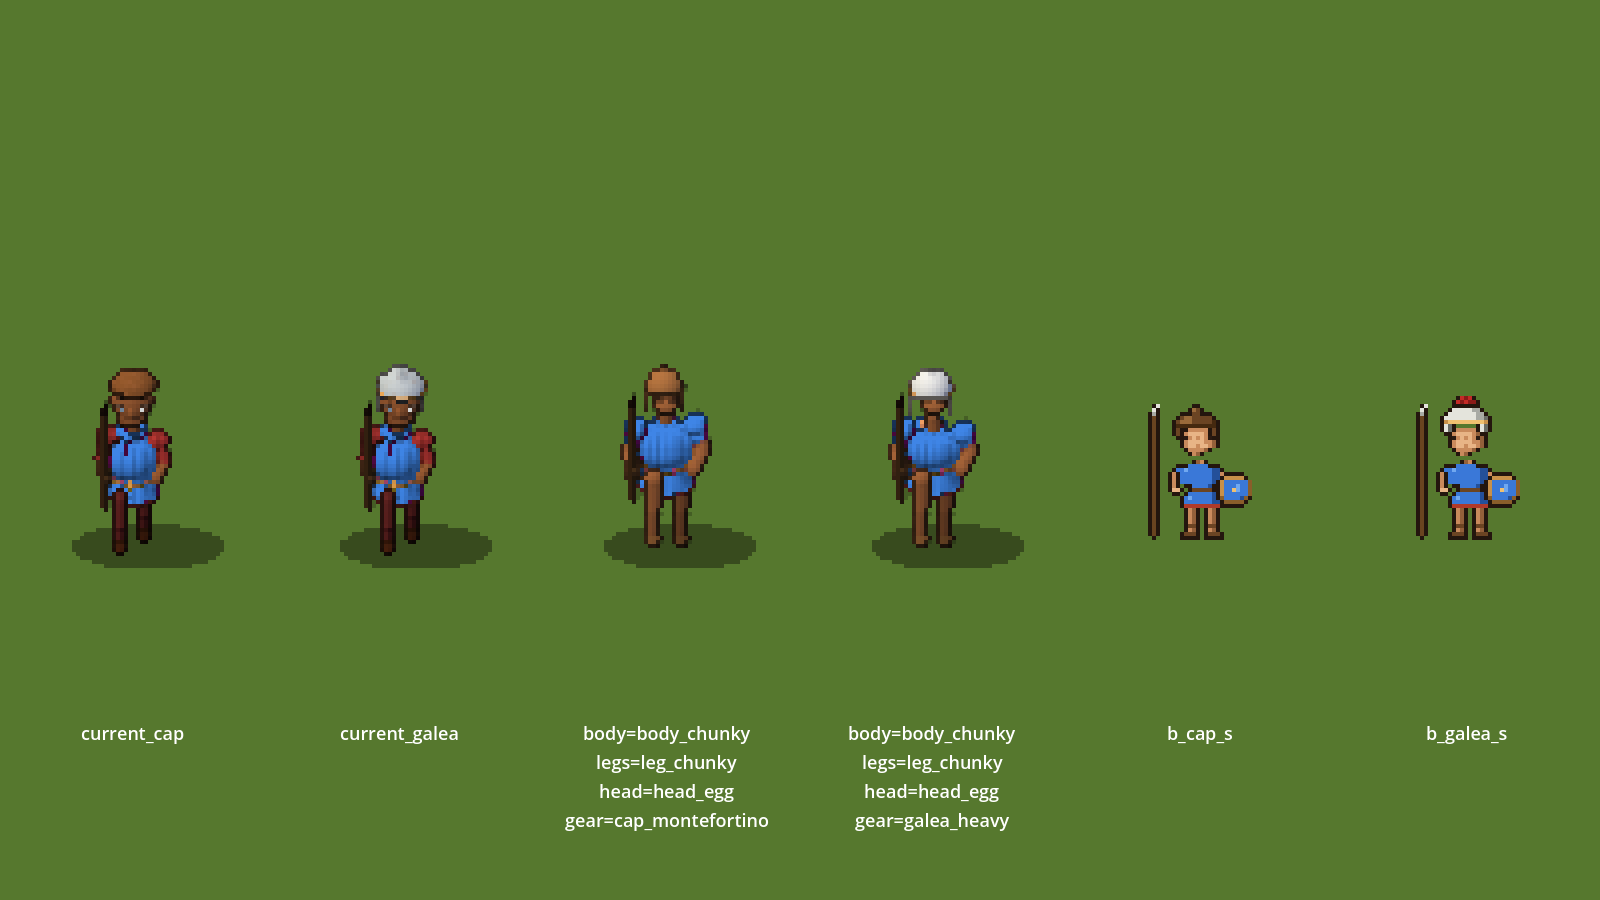 current_cap
current_galea
body=body_chunky
legs=leg_chunky
head=head_egg
gear=cap_montefortino
body=body_chunky
legs=leg_chunky
head=head_egg
gear=galea_heavy
b_cap_s
b_galea_s